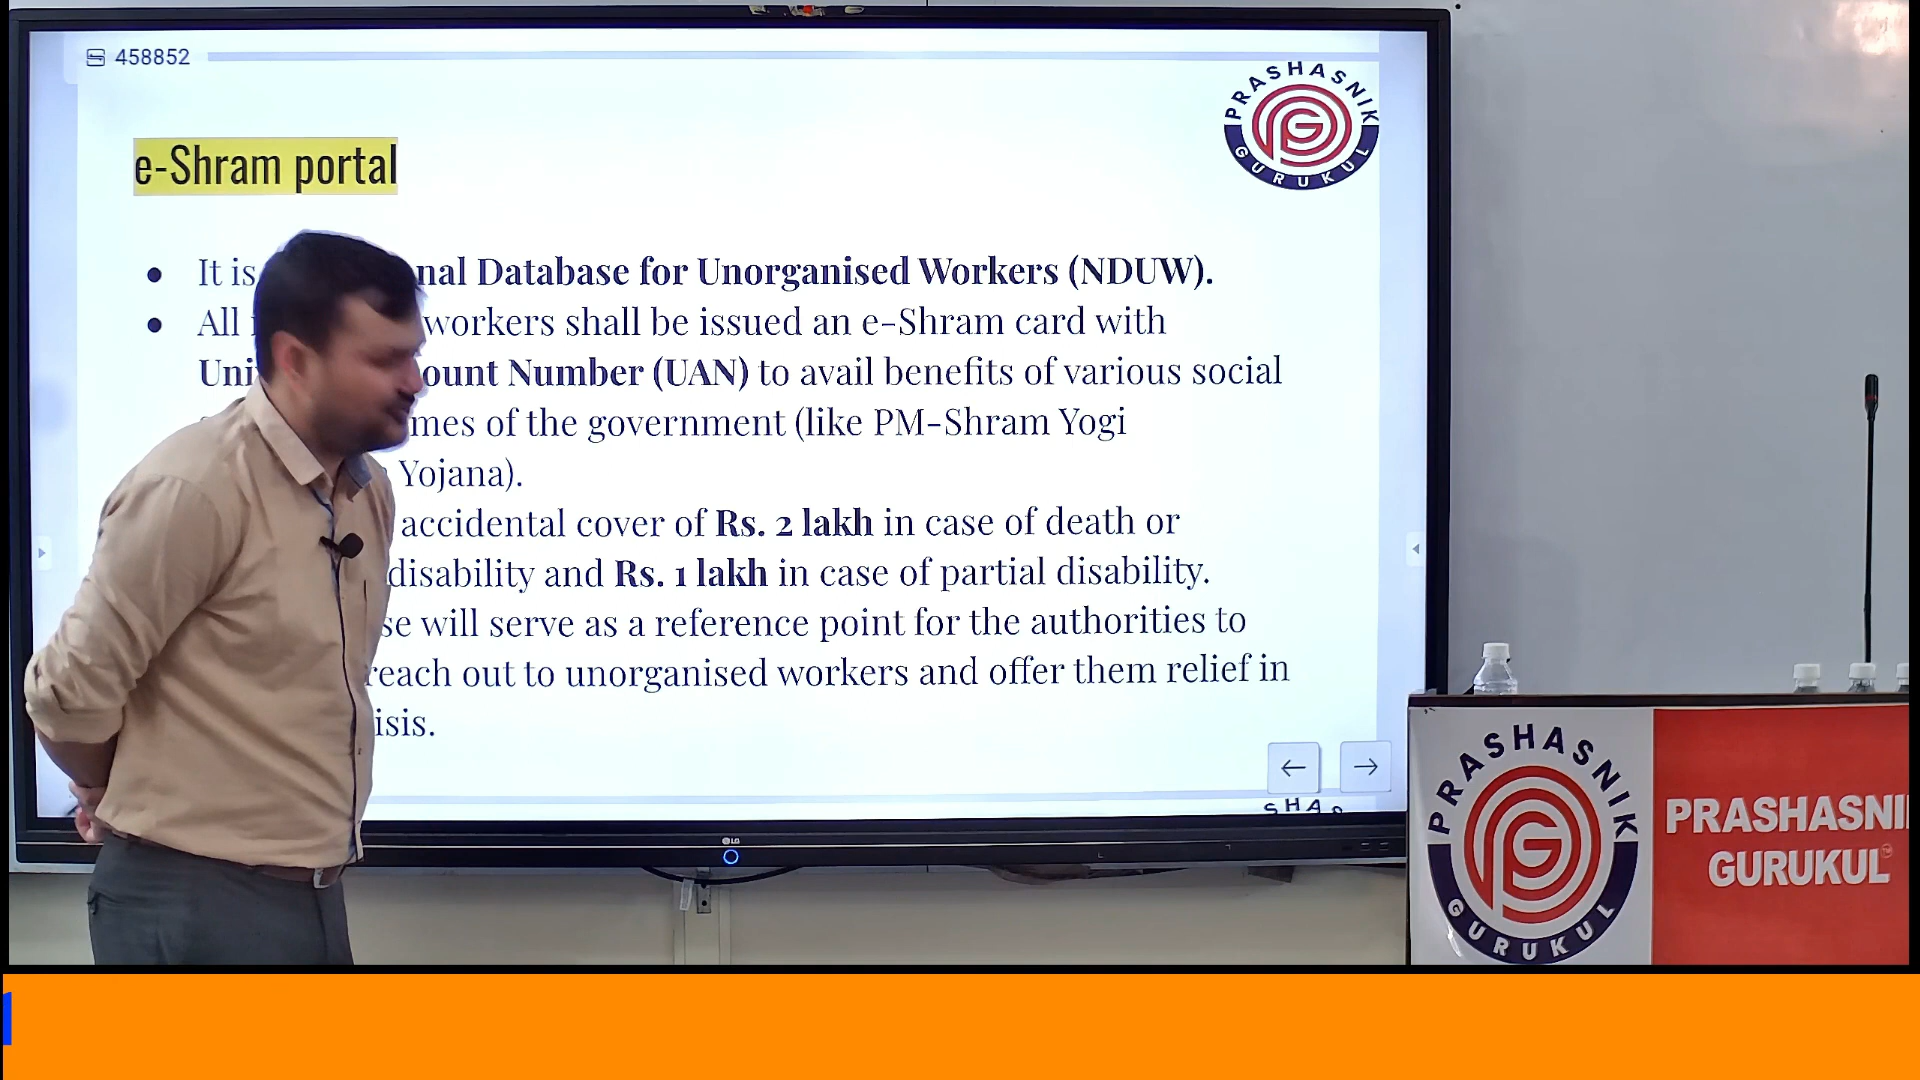 458852
PRASHASNIK
GURUKUL
e-Shram portal
• It is nal Database for Unorganised Workers (NDUW).
• All workers shall be issued an e-Shram card with
Uni ount Number (UAN) to avail benefits of various social
mes of the government (like PM-Shram Yogi
Yojana).
accidental cover of Rs. 2 lakh in case of death or
disability and Rs. 1 lakh in case of partial disability.
se will serve as a reference point for the authorities to
reach out to unorganised workers and offer them relief in
isis.
← →
SHAS
LG
PRASHASNIK
GURUKUL
PRASHASNI
GURUKUL™